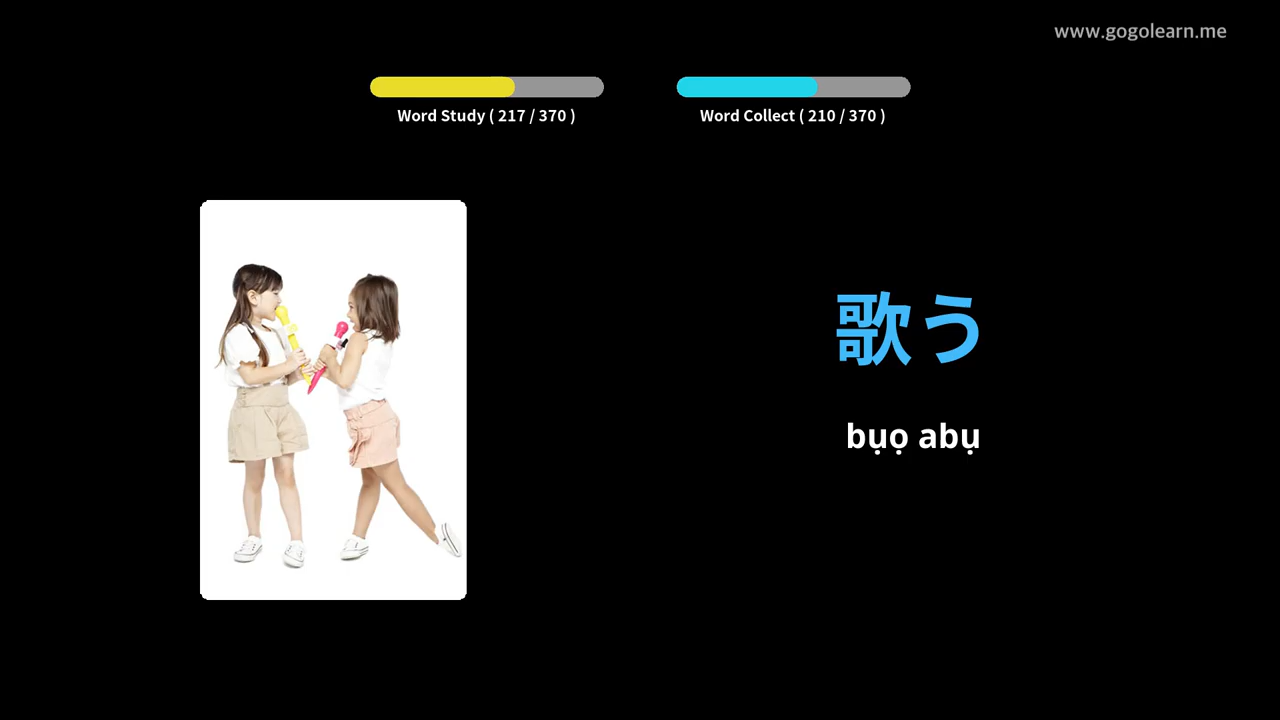 www.gogolearn.me
Word Study ( 217 / 370 )
Word Collect ( 210 / 370 )
歌う
bụọ abụ